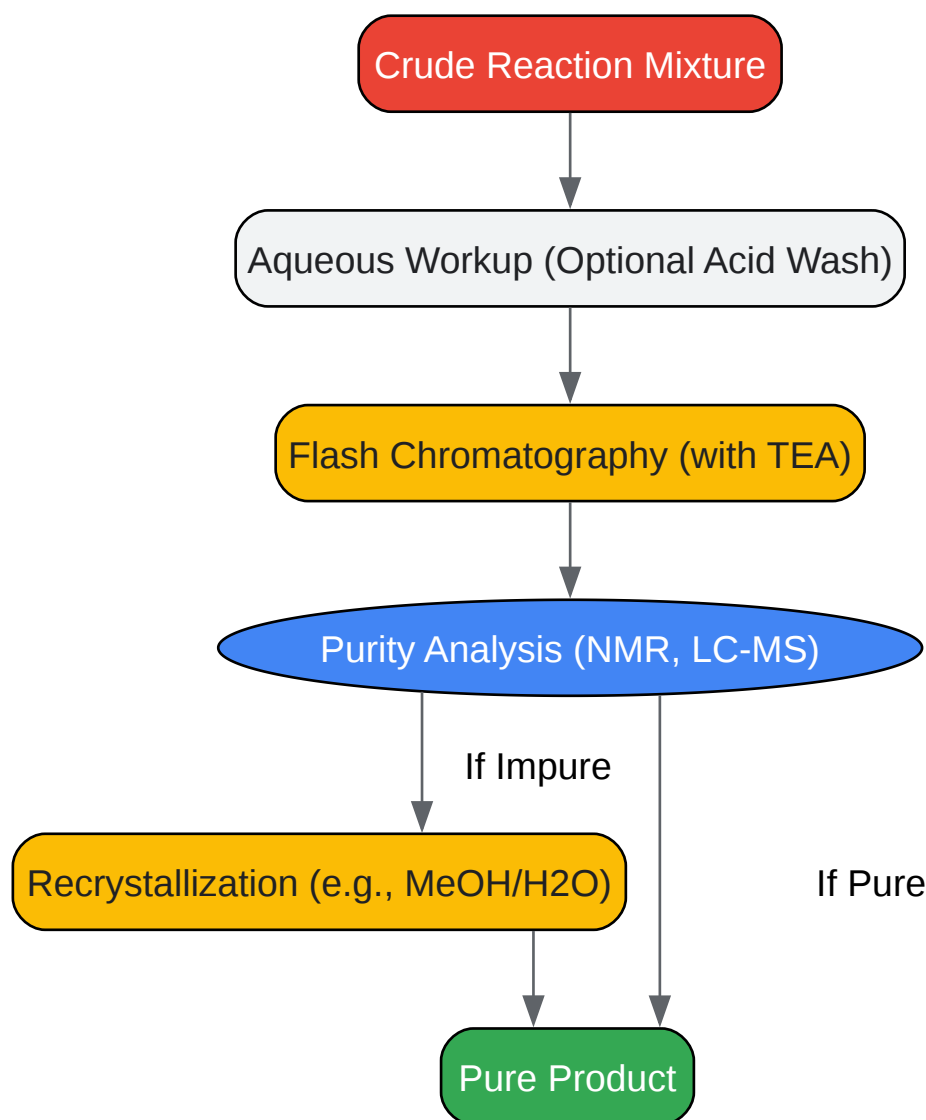 Crude Reaction Mixture
Aqueous Workup (Optional Acid Wash)
Flash Chromatography (with TEA)
Purity Analysis (NMR, LC-MS)
If Impure
Recrystallization (e.g., MeOH/H2O)
If Pure
Pure Product